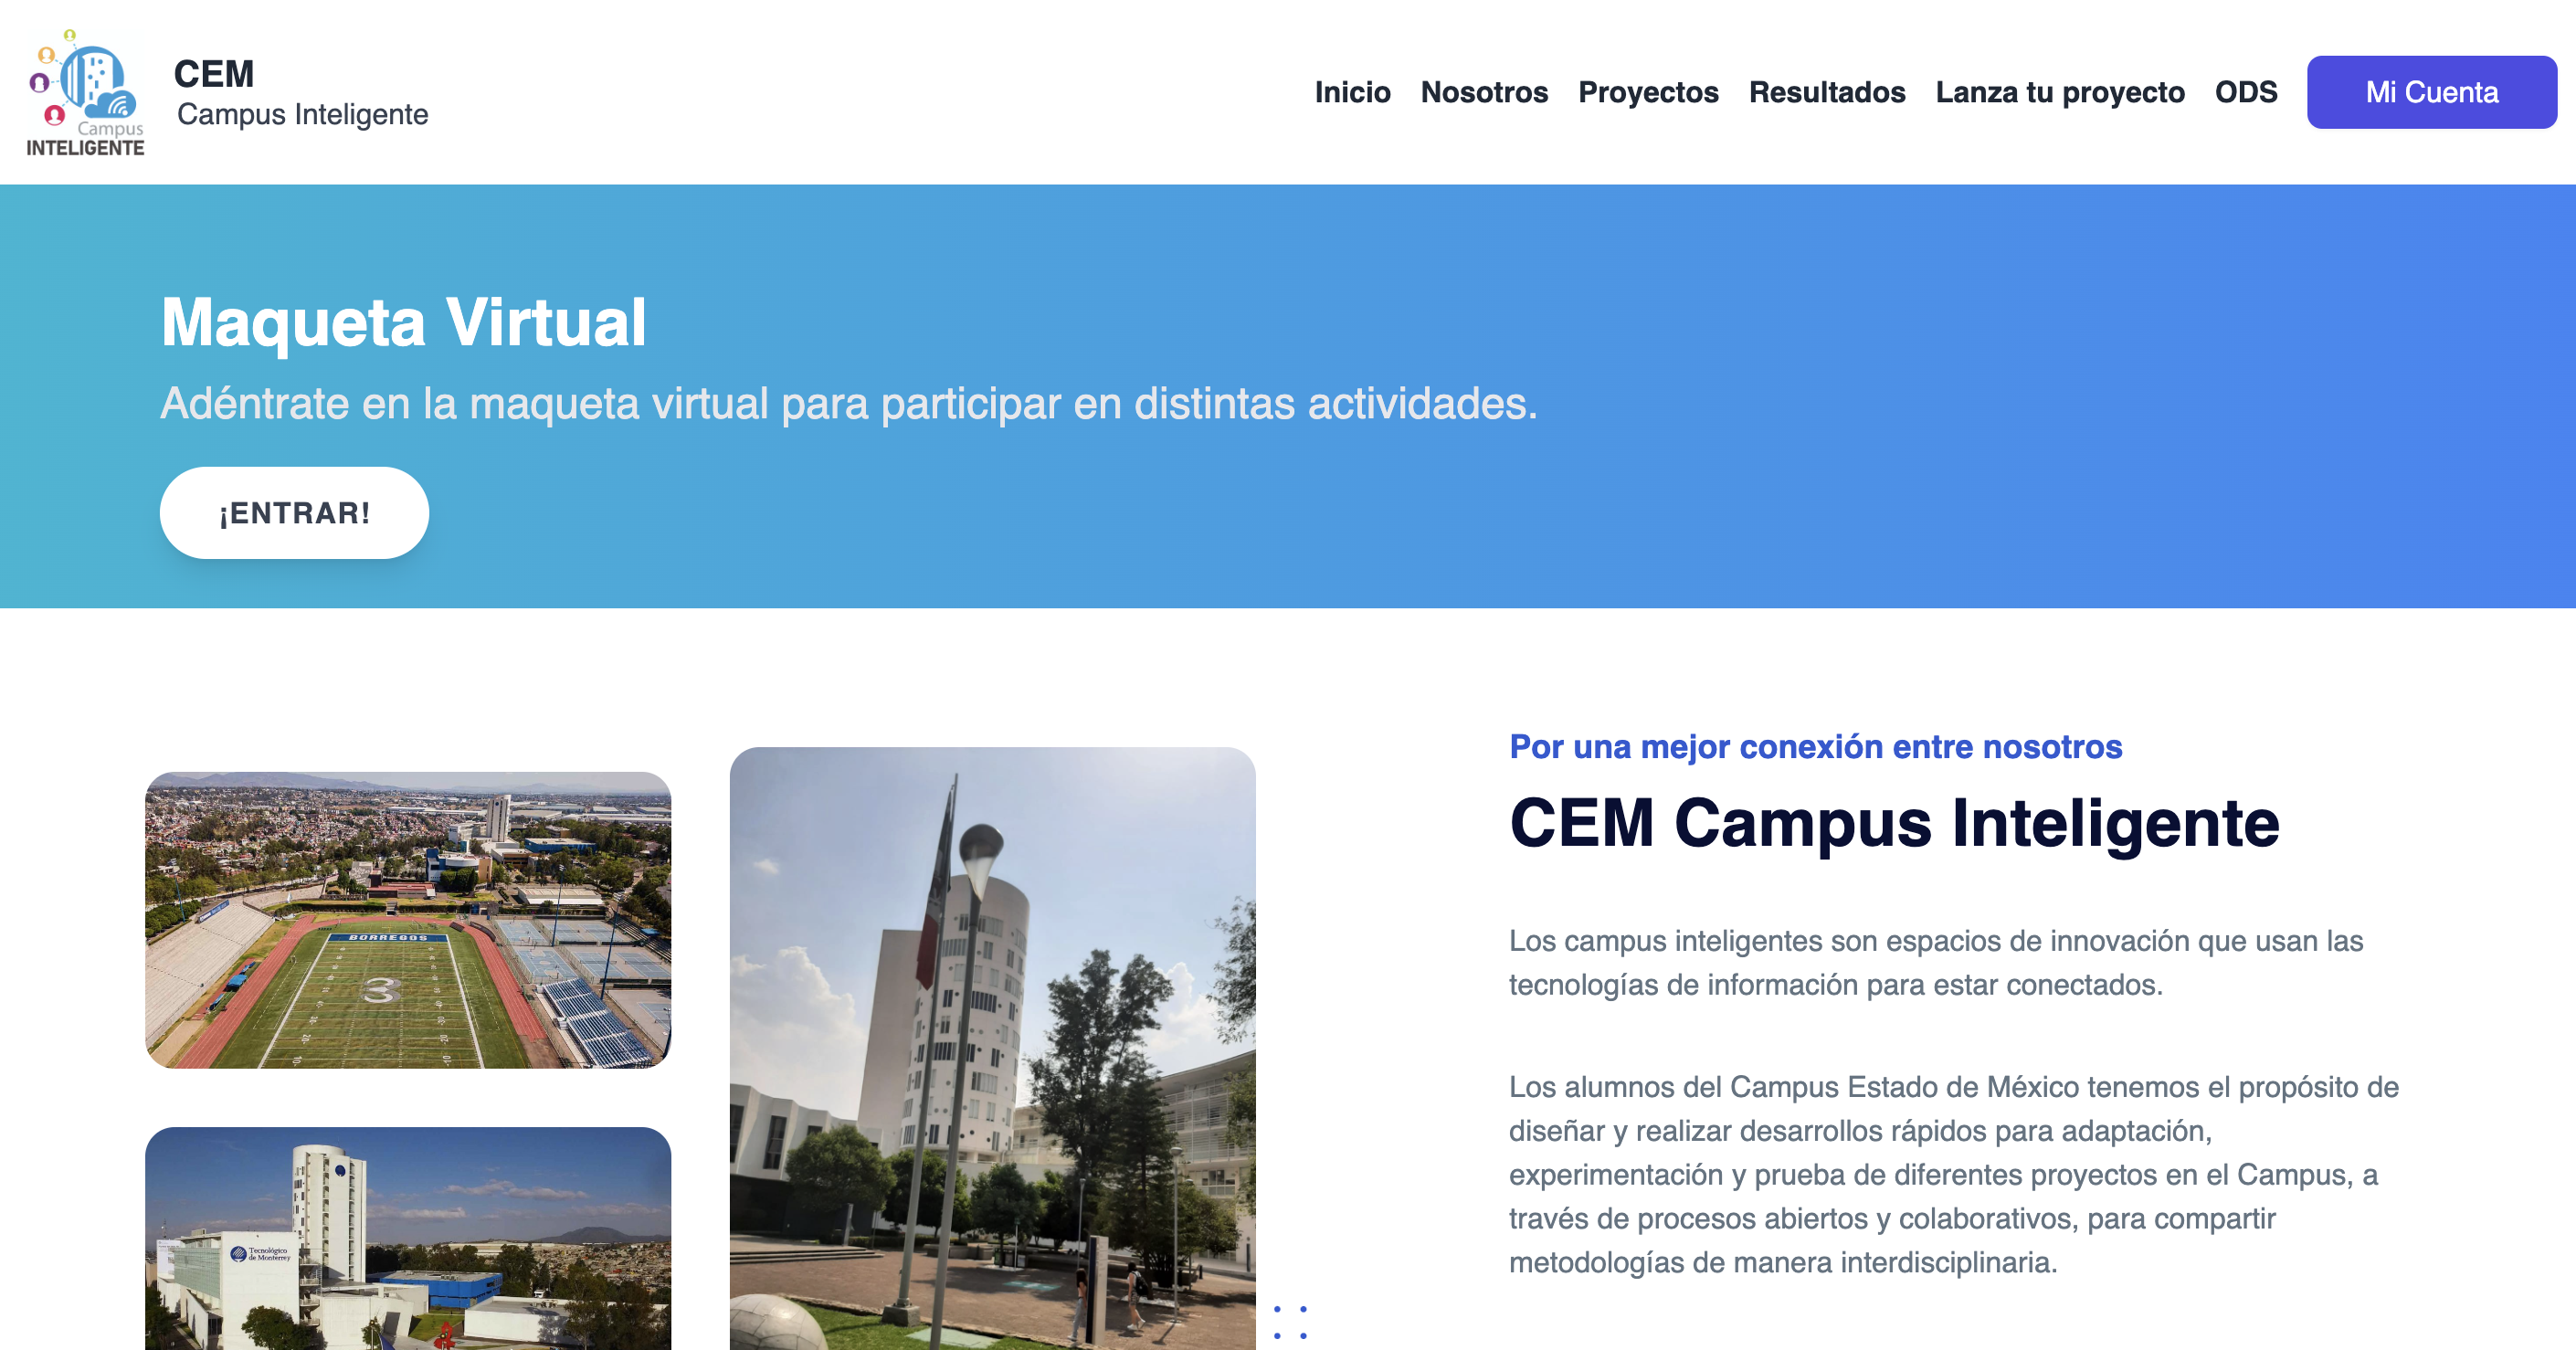 Campus
INTELIGENTE
CEM
Campus Inteligente
Inicio Nosotros Proyectos Resultados Lanza tu proyecto ODS Mi Cuenta
Maqueta Virtual
Adéntrate en la maqueta virtual para participar en distintas actividades.
¡ENTRAR!
BORREGOS
Tecnológico
de Monterrey
Por una mejor conexión entre nosotros
CEM Campus Inteligente
Los campus inteligentes son espacios de innovación que usan las
tecnologías de información para estar conectados.
Los alumnos del Campus Estado de México tenemos el propósito de
diseñar y realizar desarrollos rápidos para adaptación,
experimentación y prueba de diferentes proyectos en el Campus, a
través de procesos abiertos y colaborativos, para compartir
metodologías de manera interdisciplinaria.